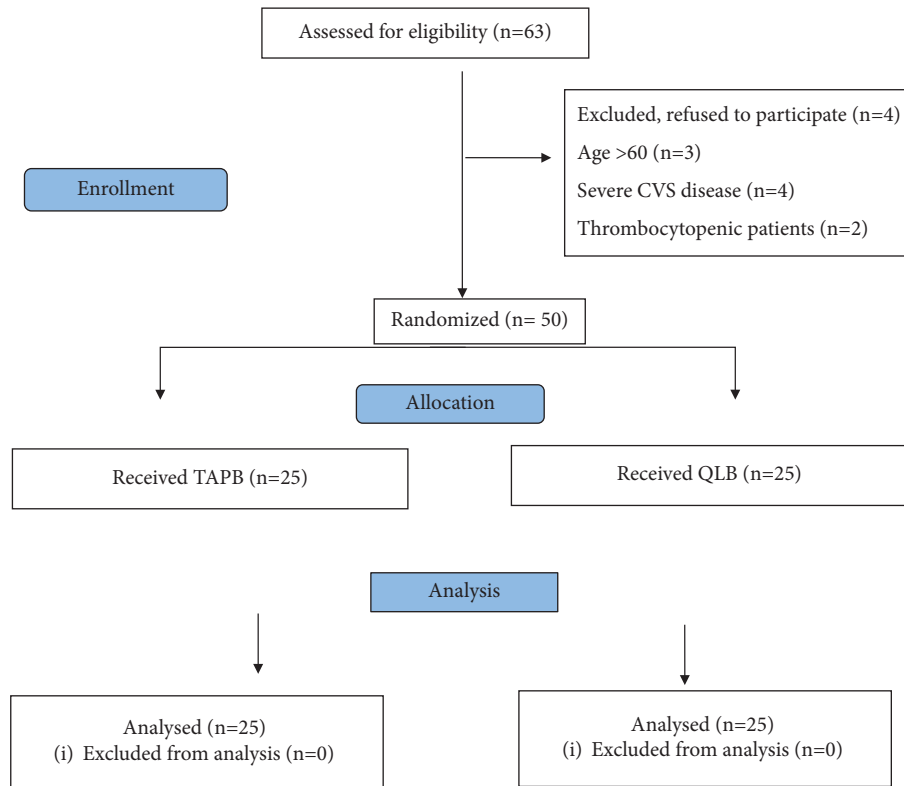 Assessed for eligibility (n=63)
Excluded, refused to participate (n=4)
Age >60 (n=3)
Severe CVS disease (n=4)
Thrombocytopenic patients (n=2)
Enrollment
Randomized (n= 50)
Allocation
Received TAPB (n=25)
Received QLB (n=25)
Analysis
Analysed (n=25)
(i) Excluded from analysis (n=0)
Analysed (n=25)
(i) Excluded from analysis (n=0)